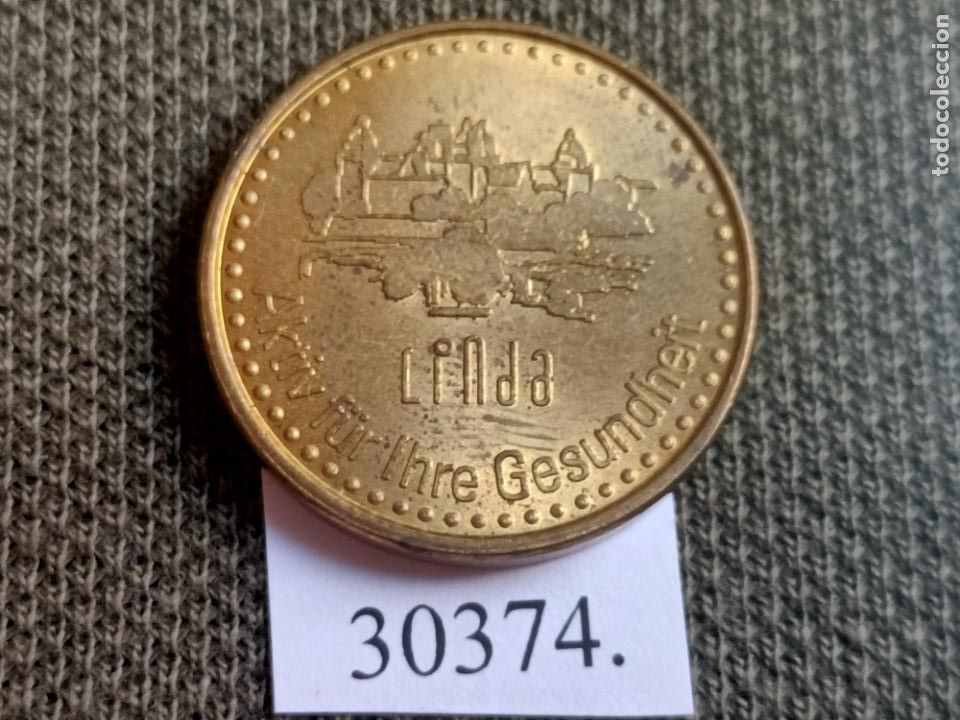 Linda
Aktiv für Ihre Gesundheit
30374.
todocoleccion